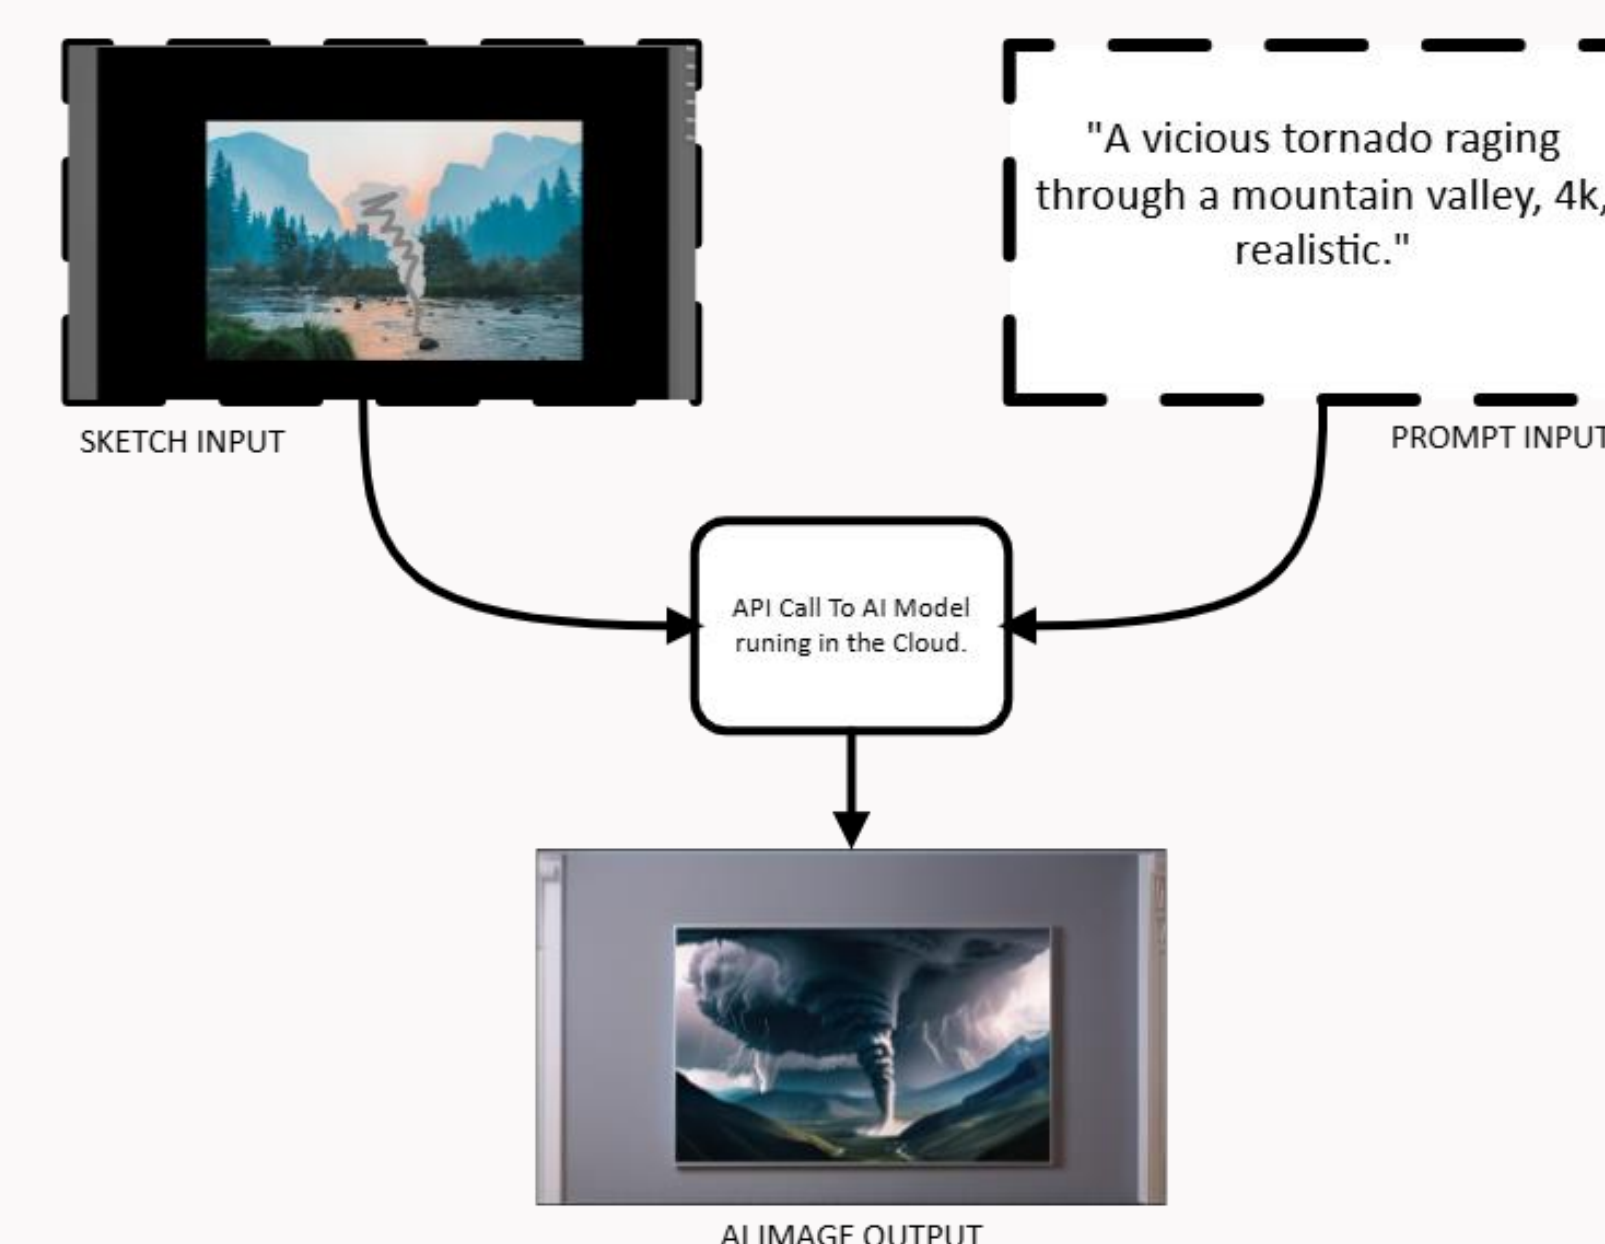 "A vicious tornado raging
through a mountain valley, 4k,
realistic."
SKETCH INPUT
PROMPT INPUT
API Call To AI Model
runing in the Cloud.
AI IMAGE OUTPUT